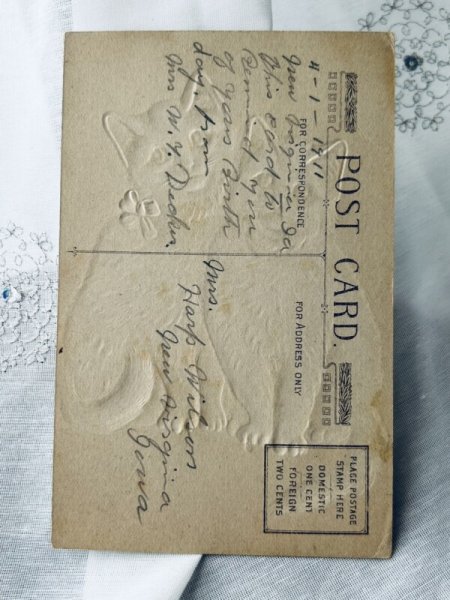 POST CARD.
FOR CORRESPONDENCE
FOR ADDRESS ONLY
PLACE POSTAGE
STAMP HERE
DOMESTIC
ONE CENT
FOREIGN
TWO CENTS
4-1-1911
New Virginia Ia
This card to
Remind you
of your Birth
day. from
Mrs W. Y. Decker.
Mrs.
Harp Wilson
New Virginia
Iowa